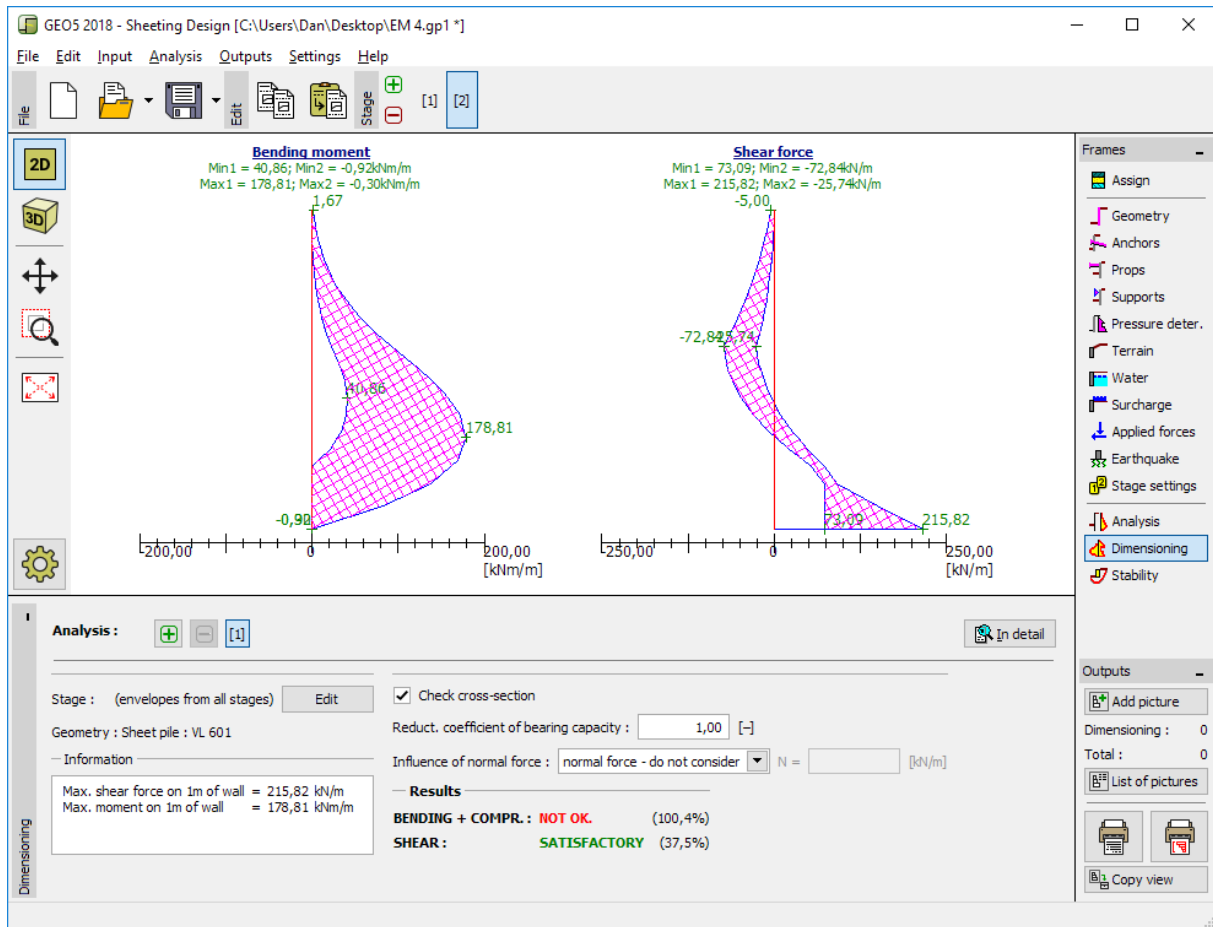 GEO5 2018 - Sheeting Design [C:\Users\Dan\Desktop\EM 4.gp1 *]
File Edit Input Analysis Outputs Settings Help
File
Edit
Stage
[1] [2]
2D
3D
Bending moment
Min1 = 40,86; Min2 = -0,92kNm/m
Max1 = 178,81; Max2 = -0,30kNm/m
1,67
40,86
178,81
200,00 0 200,00
[kNm/m]
Shear force
Min1 = 73,09; Min2 = -72,84kN/m
Max1 = 215,82; Max2 = -25,74kN/m
-5,00
-72,84
-25,74
73,09
215,82
250,00 0 250,00
[kN/m]
Frames
Assign
Geometry
Anchors
Props
Supports
Pressure deter.
Terrain
Water
Surcharge
Applied forces
Earthquake
Stage settings
Analysis
Dimensioning
Stability
Dimensioning
Analysis : [1] In detail
Stage : (envelopes from all stages) Edit
Geometry : Sheet pile : VL 601
Information
Max. shear force on 1m of wall = 215,82 kN/m
Max. moment on 1m of wall = 178,81 kNm/m
Check cross-section
Reduct. coefficient of bearing capacity : 1,00 [–]
Influence of normal force : normal force - do not consider N = [kN/m]
Results
BENDING + COMPR. : NOT OK. (100,4%)
SHEAR : SATISFACTORY (37,5%)
Outputs
Add picture
Dimensioning : 0
Total : 0
List of pictures
Copy view